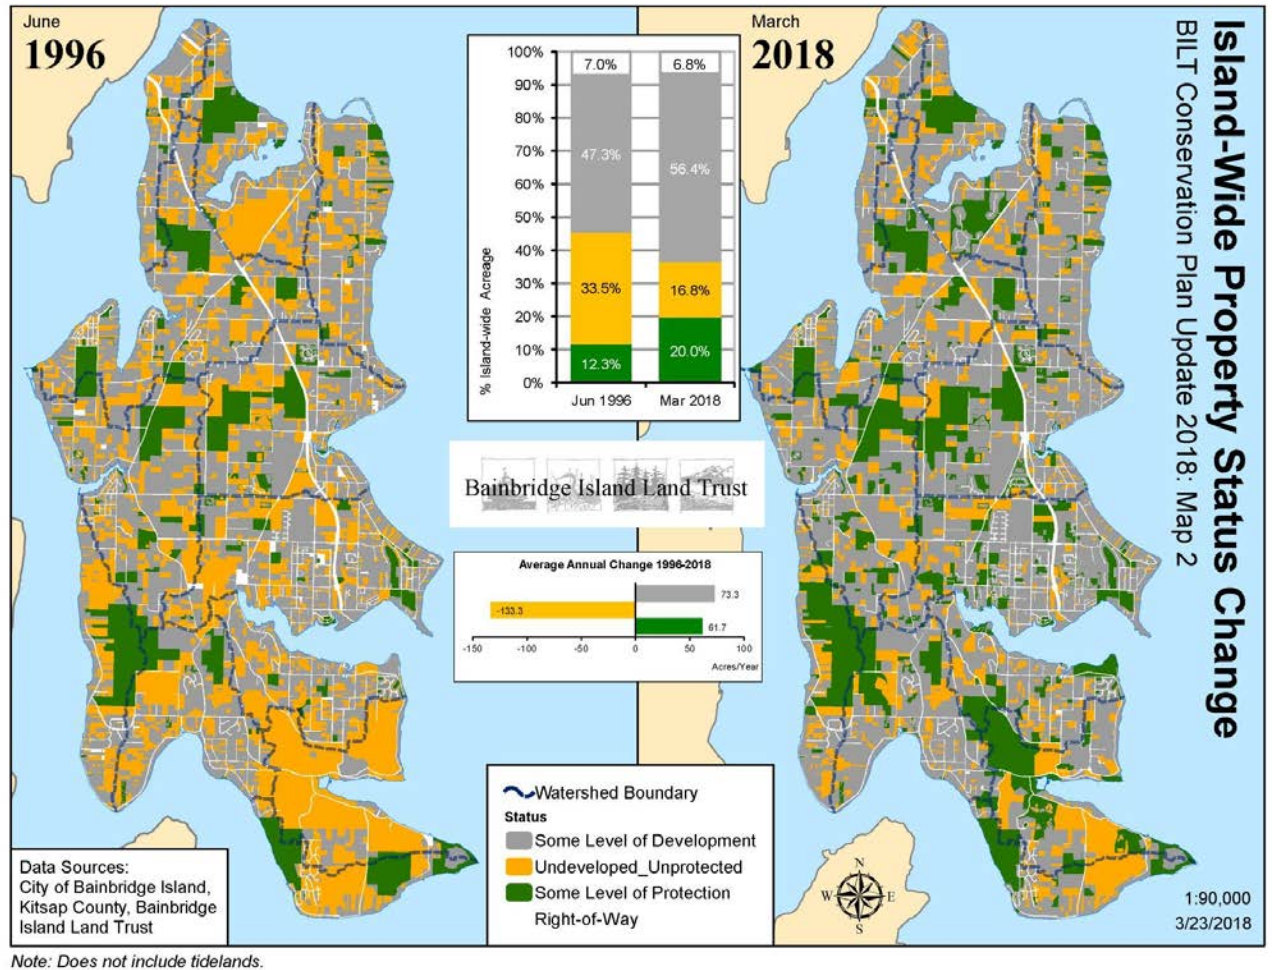 June
1996
March
2018
Island-Wide Property Status Change
BILT Conservation Plan Update 2018: Map 2
% Island-wide Acreage
100%
90%
80%
70%
60%
50%
40%
30%
20%
10%
0%
7.0%
6.8%
47.3%
56.4%
33.5%
16.8%
12.3%
20.0%
Jun 1996
Mar 2018
Bainbridge Island Land Trust
Average Annual Change 1996-2018
73.3
-133.3
61.7
-150
-100
-50
0
50
100
Acres/Year
Watershed Boundary
Status
Some Level of Development
Undeveloped_Unprotected
Some Level of Protection
Right-of-Way
Data Sources:
City of Bainbridge Island,
Kitsap County, Bainbridge
Island Land Trust
N
W
E
S
1:90,000
3/23/2018
Note: Does not include tidelands.